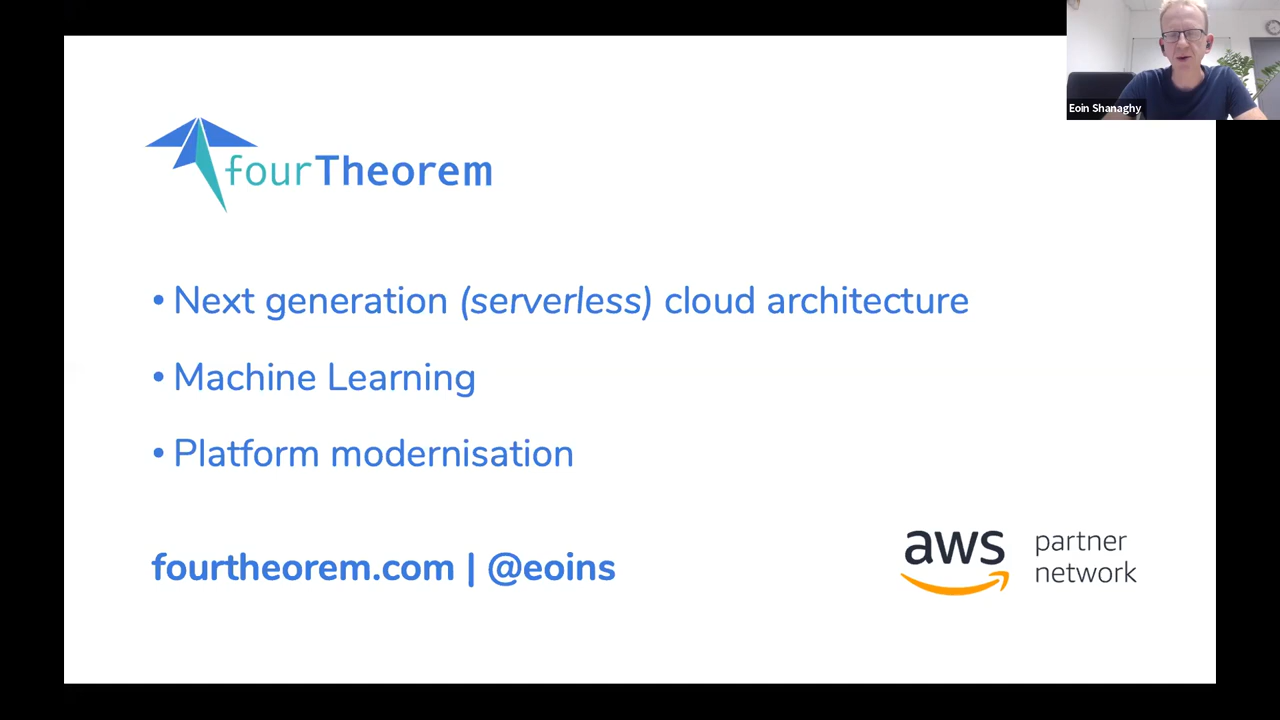 Eoin Shanaghy
fourTheorem
• Next generation (serverless) cloud architecture
• Machine Learning
• Platform modernisation
fourtheorem.com | @eoins
aws partner
network